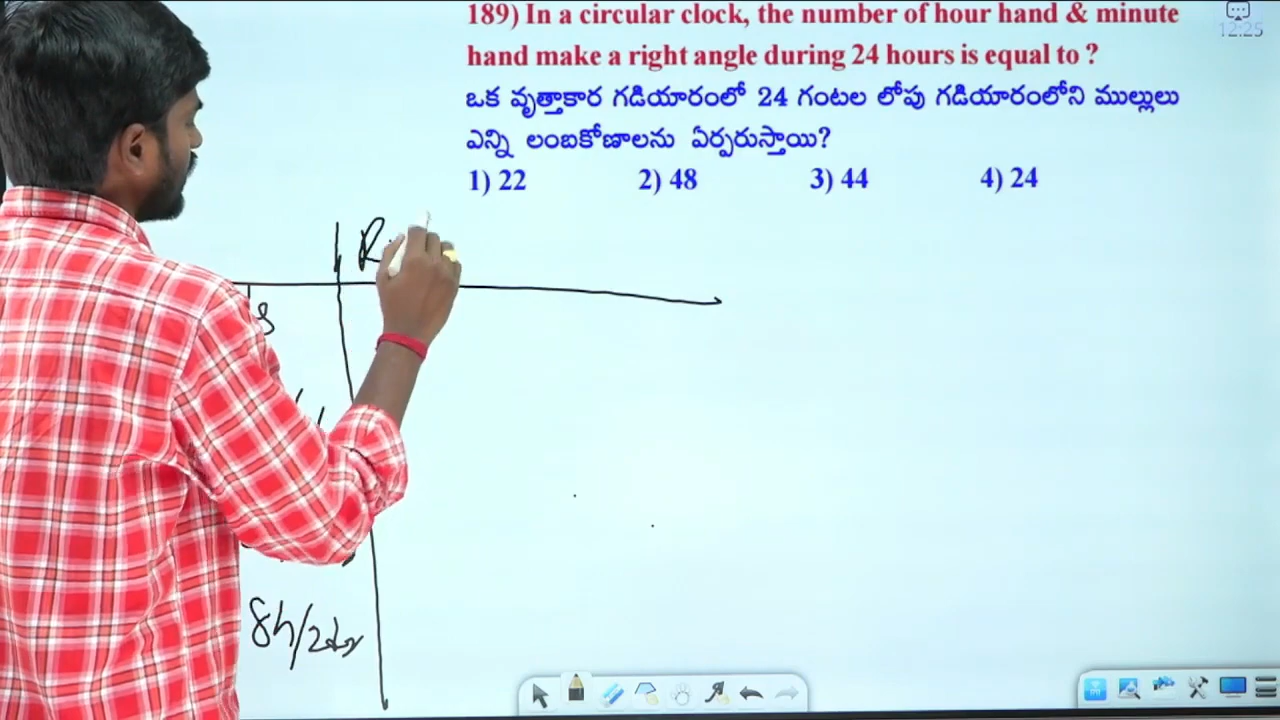 189) In a circular clock, the number of hour hand & minute
hand make a right angle during 24 hours is equal to ?
ఒక వృత్తాకార గడియారంలో 24 గంటల లోపు గడియారంలోని ముల్లులు
ఎన్ని లంబకోణాలను ఏర్పరుస్తాయి?
1) 22 2) 48 3) 44 4) 24
12:25
R